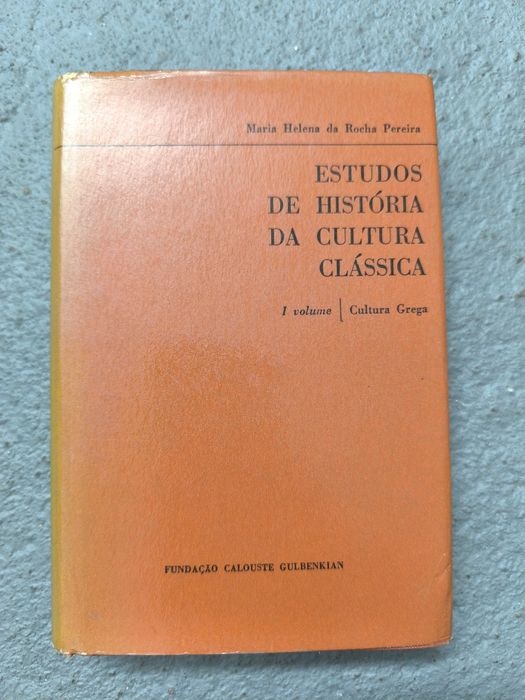 Maria Helena da Rocha Pereira
ESTUDOS
DE HISTÓRIA
DA CULTURA
CLÁSSICA
I volume | Cultura Grega
FUNDAÇÃO CALOUSTE GULBENKIAN